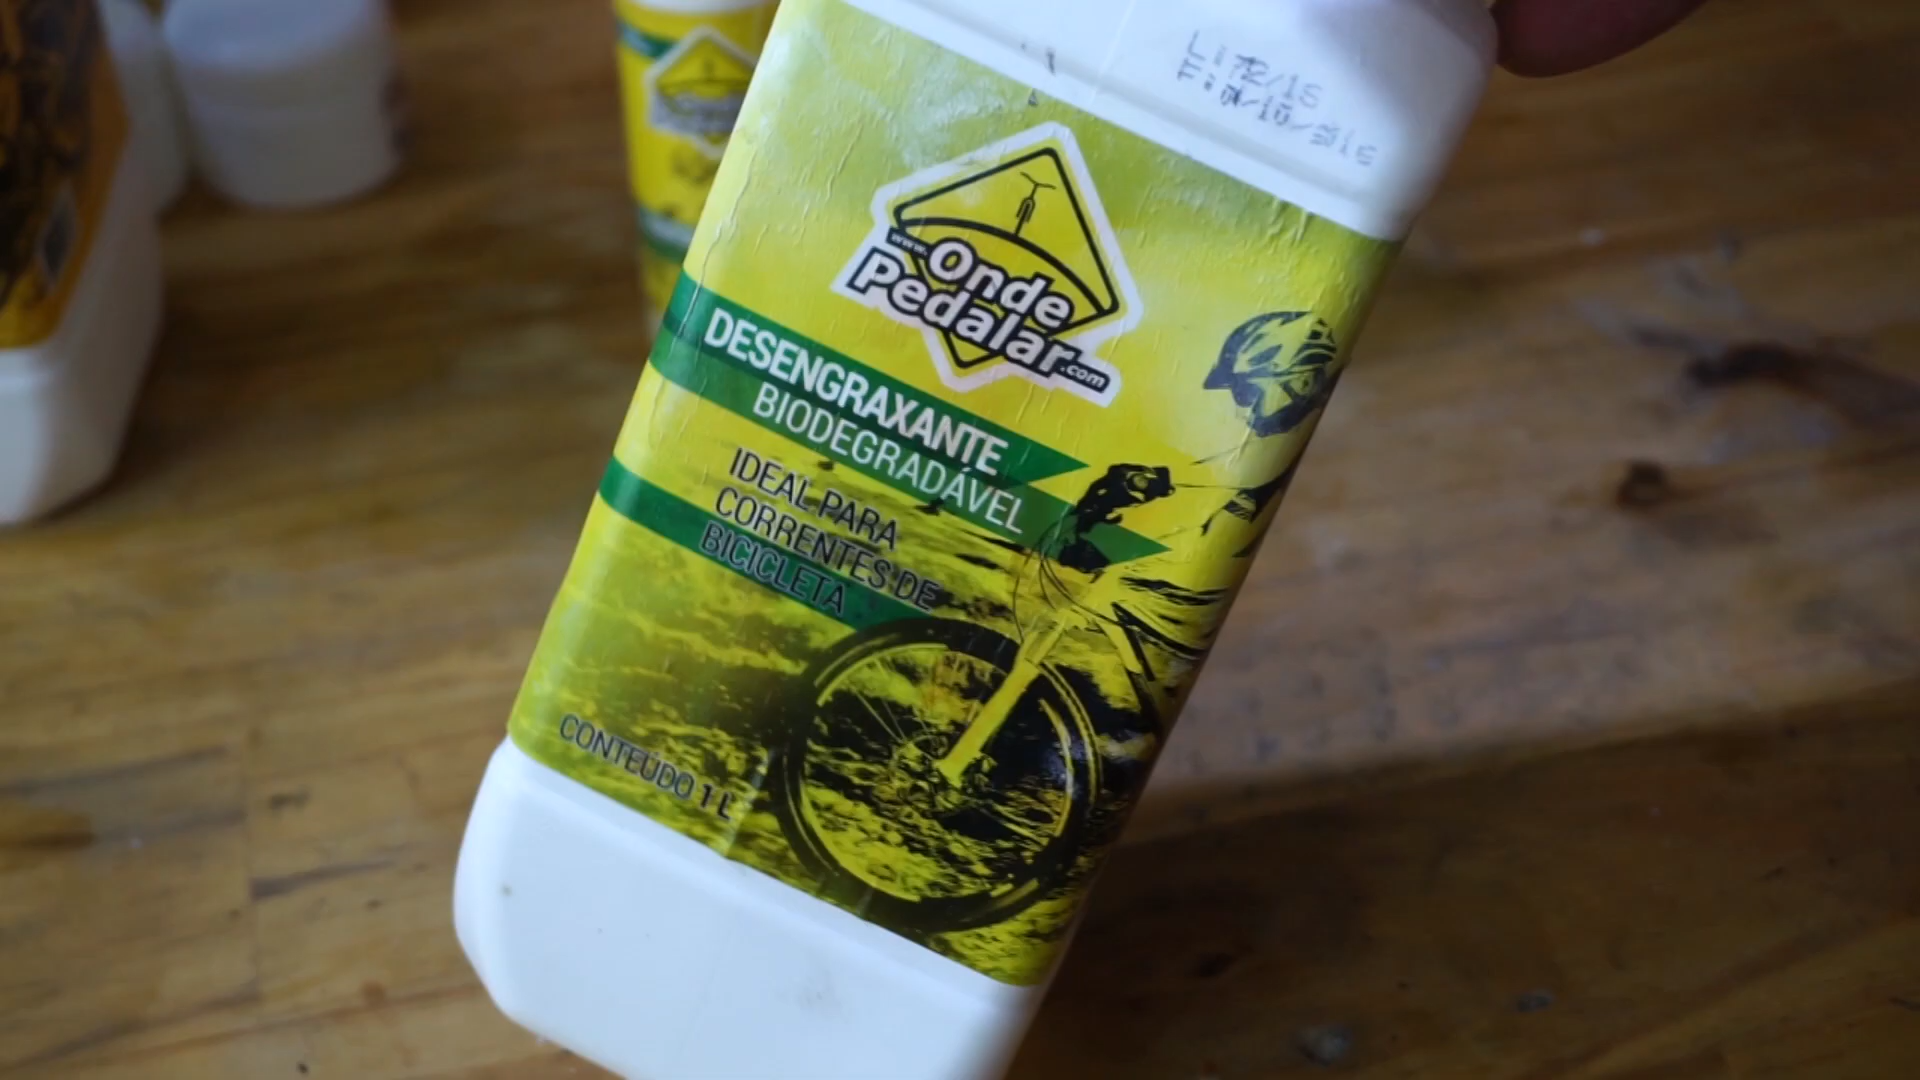 www.Onde
Pedalar.com
DESENGRAXANTE
BIODEGRADÁVEL
IDEAL PARA
CORRENTES DE
BICICLETA
CONTEÚDO 1 L